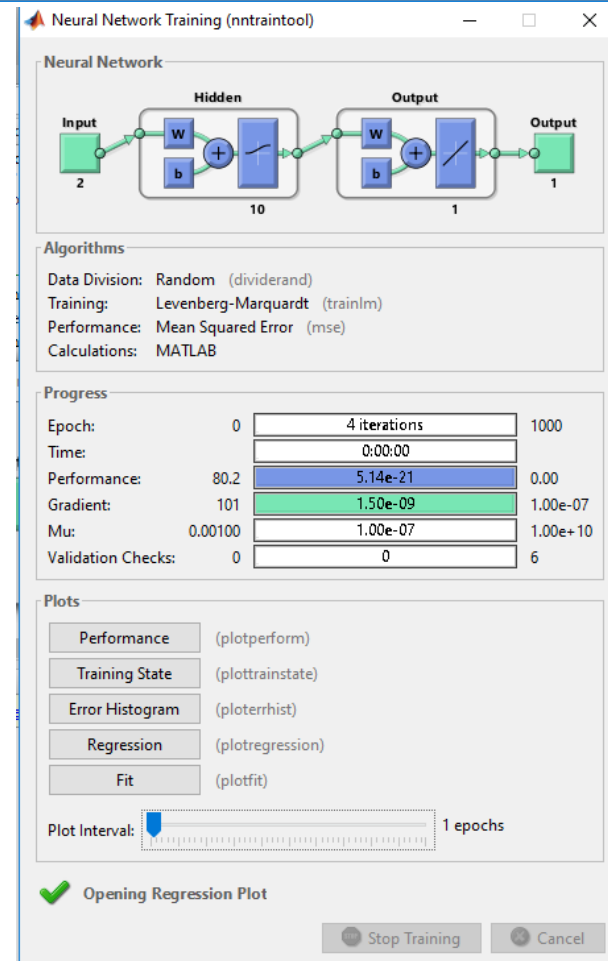 Neural Network Training (nntraintool)
Neural Network
Hidden Output
Input Output
W W
+ +
b b
2 1
10 1
Algorithms
Data Division: Random (dividerand)
Training: Levenberg-Marquardt (trainlm)
Performance: Mean Squared Error (mse)
Calculations: MATLAB
Progress
Epoch: 0 4 iterations 1000
Time: 0:00:00
Performance: 80.2 5.14e-21 0.00
Gradient: 101 1.50e-09 1.00e-07
Mu: 0.00100 1.00e-07 1.00e+10
Validation Checks: 0 0 6
Plots
Performance (plotperform)
Training State (plottrainstate)
Error Histogram (ploterrhist)
Regression (plotregression)
Fit (plotfit)
Plot Interval: 1 epochs
Opening Regression Plot
Stop Training Cancel